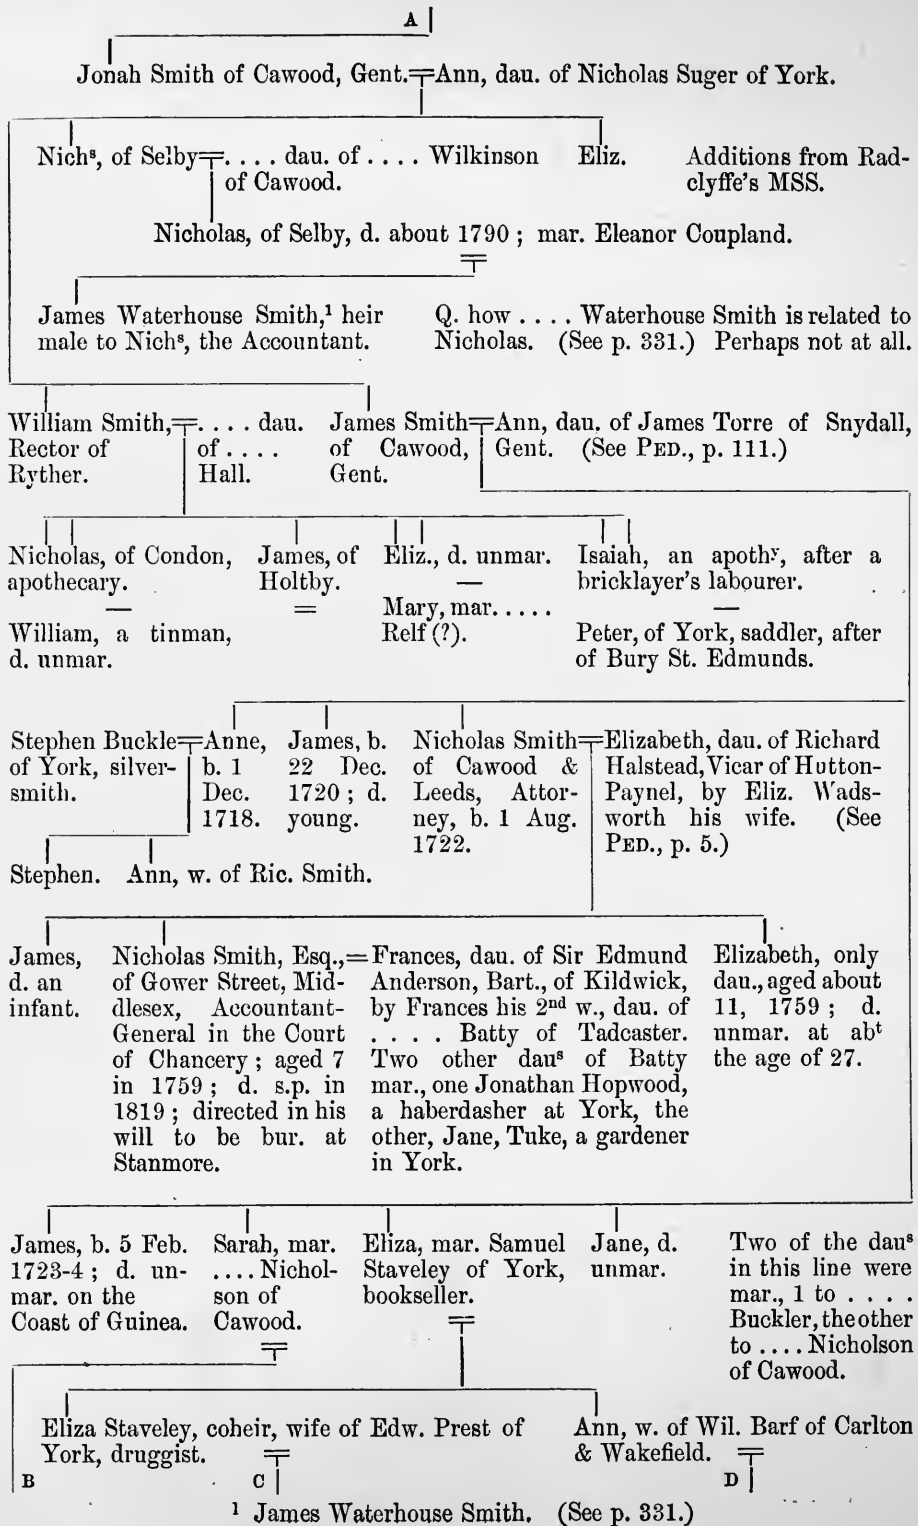 A
Jonah Smith of Cawood, Gent.=Ann, dau. of Nicholas Suger of York.
Nichˢ, of Selby=. . . . dau. of . . . . Wilkinson
of Cawood.
Eliz.
Additions from Rad-
clyffe's MSS.
Nicholas, of Selby, d. about 1790 ; mar. Eleanor Coupland.
=
James Waterhouse Smith,¹ heir
male to Nichˢ, the Accountant.
Q. how . . . . Waterhouse Smith is related to
Nicholas. (See p. 331.) Perhaps not at all.
William Smith,=. . . . dau.
Rector of
Ryther.
of . . . .
Hall.
James Smith=Ann, dau. of James Torre of Snydall,
of Cawood,
Gent.
Gent. (See PED., p. 111.)
Nicholas, of Condon,
apothecary.
—
William, a tinman,
d. unmar.
James, of
Holtby.
=
Eliz., d. unmar.
—
Mary, mar. . . . .
Relf (?).
Isaiah, an apothʸ, after a
bricklayer's labourer.
—
Peter, of York, saddler, after
of Bury St. Edmunds.
Stephen Buckle=Anne,
of York, silver-
smith.
b. 1
Dec.
1718.
James, b.
22 Dec.
1720 ; d.
young.
Nicholas Smith=Elizabeth, dau. of Richard
of Cawood &
Leeds, Attor-
ney, b. 1 Aug.
1722.
Halstead, Vicar of Hutton-
Paynel, by Eliz. Wads-
worth his wife. (See
PED., p. 5.)
Stephen. Ann, w. of Ric. Smith.
James,
d. an
infant.
Nicholas Smith, Esq.,=
of Gower Street, Mid-
dlesex, Accountant-
General in the Court
of Chancery ; aged 7
in 1759 ; d. s.p. in
1819 ; directed in his
will to be bur. at
Stanmore.
Frances, dau. of Sir Edmund
Anderson, Bart., of Kildwick,
by Frances his 2ⁿᵈ w., dau. of
. . . . Batty of Tadcaster.
Two other dauˢ of Batty
mar., one Jonathan Hopwood,
a haberdasher at York, the
other, Jane, Tuke, a gardener
in York.
Elizabeth, only
dau., aged about
11, 1759 ; d.
unmar. at abᵗ
the age of 27.
James, b. 5 Feb.
1723-4 ; d. un-
mar. on the
Coast of Guinea.
Sarah, mar.
. . . . Nichol-
son of
Cawood.
=
Eliza, mar. Samuel
Staveley of York,
bookseller.
=
Jane, d.
unmar.
Two of the dauˢ
in this line were
mar., 1 to . . . .
Buckler, the other
to . . . . Nicholson
of Cawood.
Eliza Staveley, coheir, wife of Edw. Prest of
York, druggist. =
Ann, w. of Wil. Barf of Carlton
& Wakefield. =
B
C
D
¹ James Waterhouse Smith. (See p. 331.)